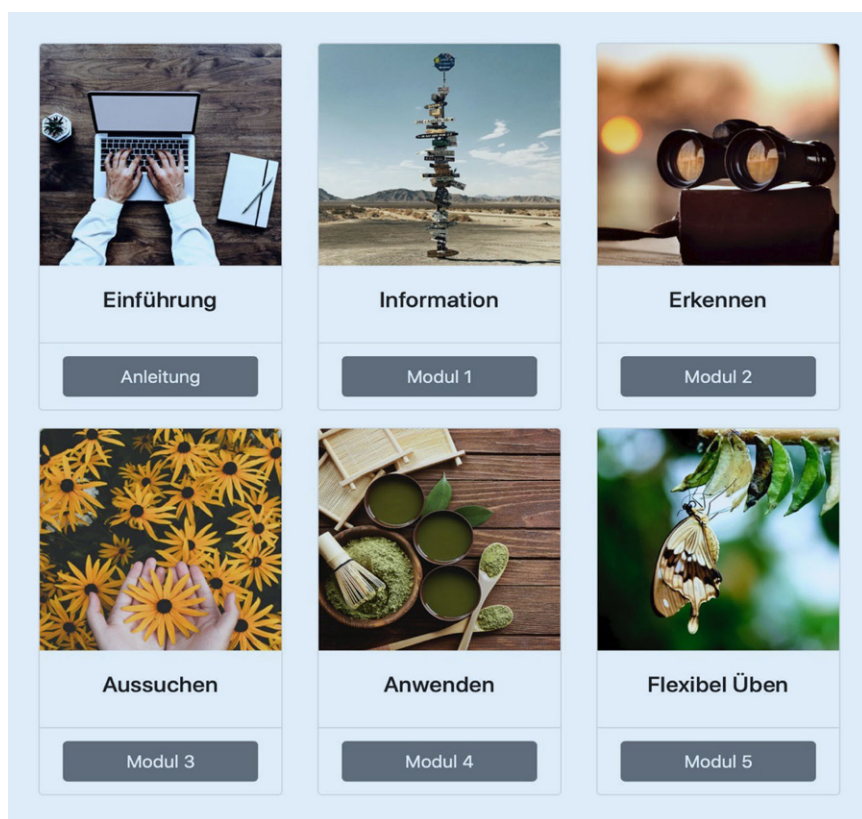 Einführung
Anleitung
Information
Modul 1
Erkennen
Modul 2
Aussuchen
Modul 3
Anwenden
Modul 4
Flexibel Üben
Modul 5